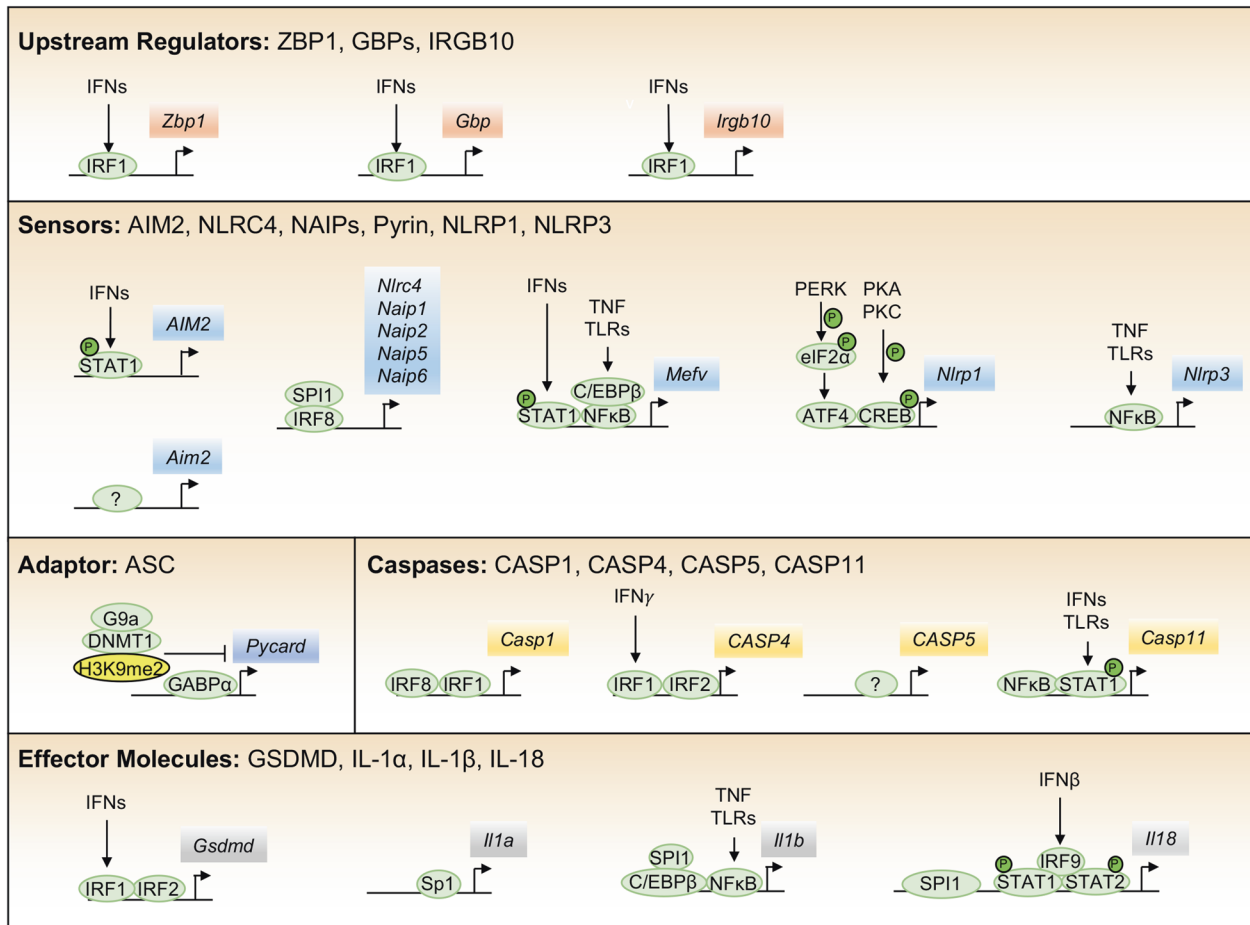 Upstream Regulators: ZBP1, GBPs, IRGB10
IFNs
Zbp1
IRF1
IFNs
Gbp
IRF1
IFNs
Irgb10
IRF1
Sensors: AIM2, NLRC4, NAIPs, Pyrin, NLRP1, NLRP3
IFNs
AIM2
P
STAT1
Aim2
?
Nlrc4
Naip1
Naip2
Naip5
Naip6
SPI1
IRF8
IFNs
TNF
TLRs
Mefv
C/EBPβ
P
STAT1
NFκB
PERK
PKA
PKC
P
P
eIF2α
P
Nlrp1
P
ATF4
CREB
TNF
TLRs
Nlrp3
NFκB
Adaptor: ASC
G9a
DNMT1
H3K9me2
Pycard
GABPα
Caspases: CASP1, CASP4, CASP5, CASP11
Casp1
IRF8
IRF1
IFNγ
CASP4
IRF1
IRF2
CASP5
?
IFNs
TLRs
Casp11
P
NFκB
STAT1
Effector Molecules: GSDMD, IL-1α, IL-1β, IL-18
IFNs
Gsdmd
IRF1
IRF2
Il1a
Sp1
TNF
TLRs
Il1b
SPI1
C/EBPβ
NFκB
IFNβ
Il18
P
IRF9
P
SPI1
STAT1
STAT2